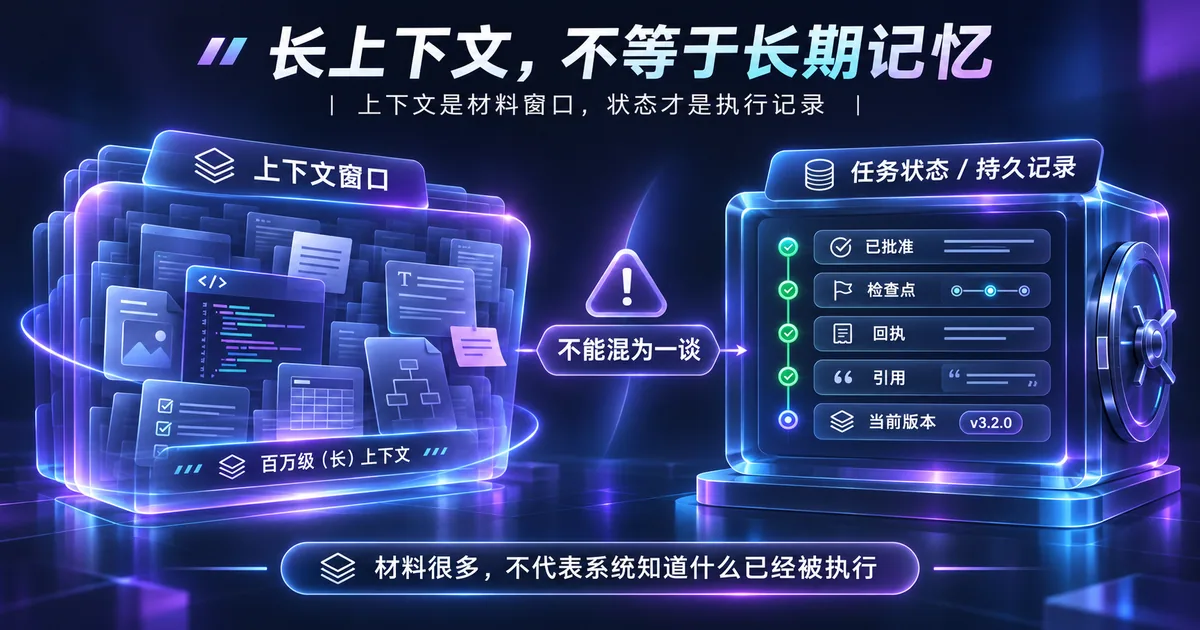 长上下文，不等于长期记忆
上下文是材料窗口，状态才是执行记录
上下文窗口
</>
T
百万级（长）上下文
不能混为一谈
任务状态 / 持久记录
已批准
检查点
回执
引用
当前版本 v3.2.0
材料很多，不代表系统知道什么已经被执行